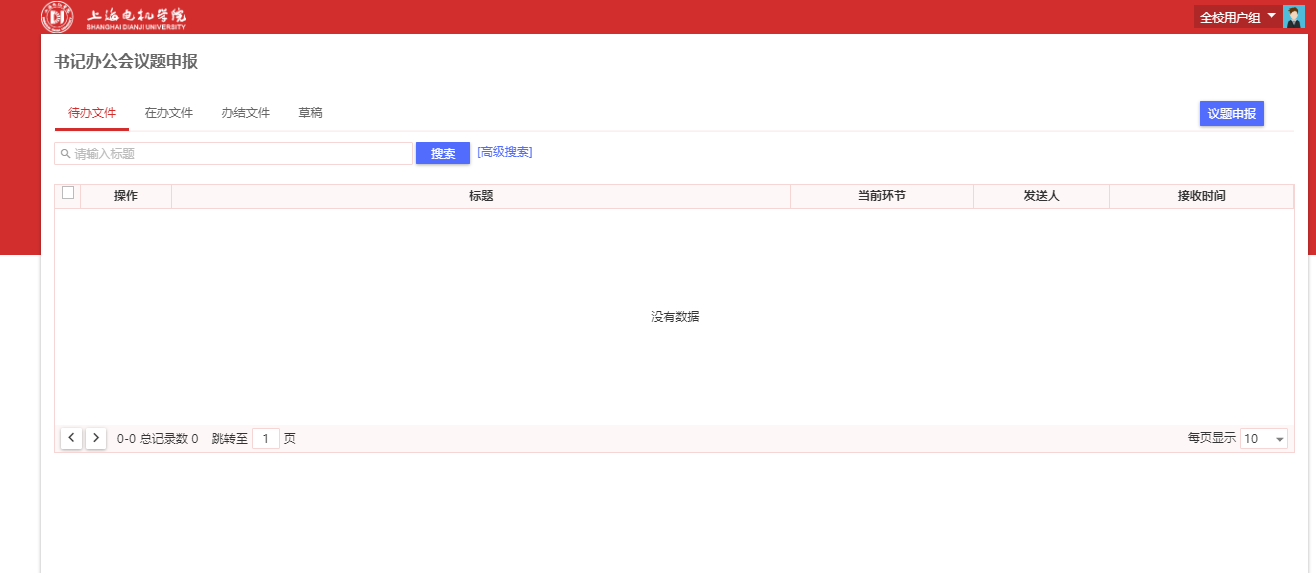 上海电机学院
SHANGHAI DIANJI UNIVERSITY
全校用户组
书记办公会议题申报
待办文件 在办文件 办结文件 草稿 议题申报
请输入标题 搜索 [高级搜索]
操作 标题 当前环节 发送人 接收时间
没有数据
0-0 总记录数 0 跳转至 1 页 每页显示 10